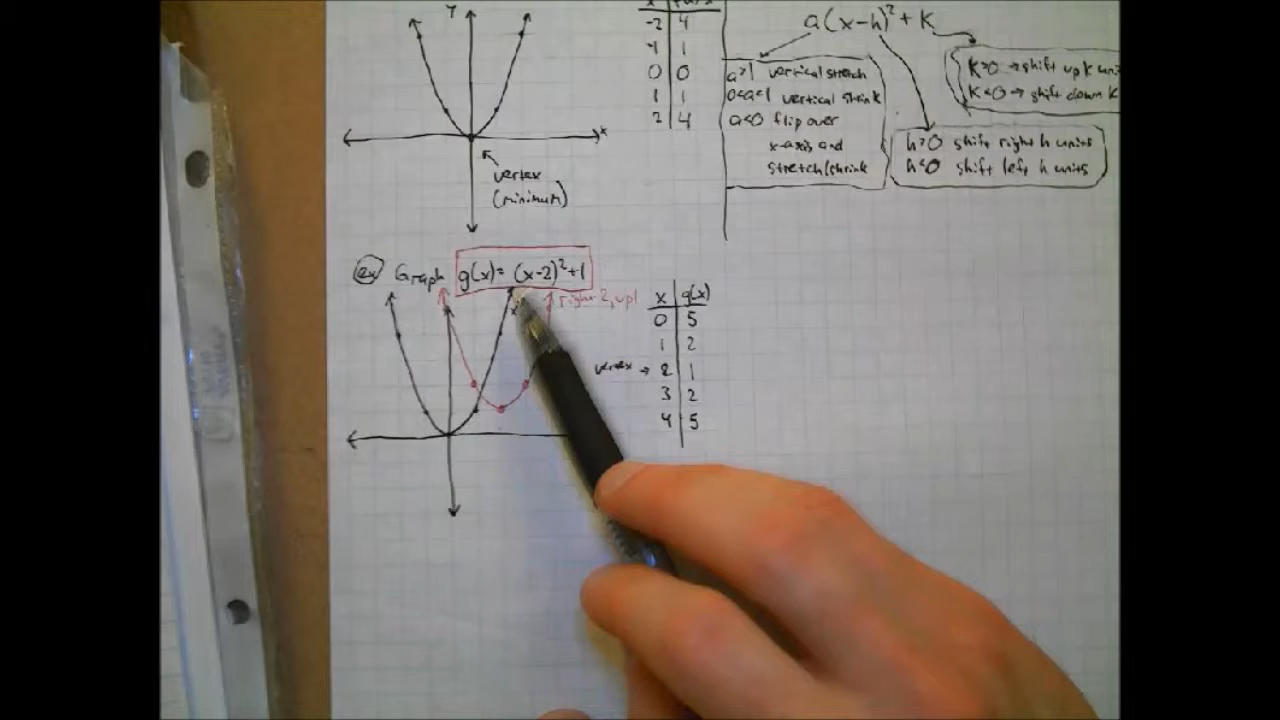 y
x
-2 4
-1 1
0 0
1 1
2 4
x
vertex
(minimum)
a(x-h)²+K
a>1 vertical stretch
0<a<1 vertical shrink
a<0 flip over
x-axis and
stretch/shrink
K>0 → shift up K uni
K<0 → shift down K
h>0 shift right h units
h<0 shift left h units
ex Graph g(x)= (x-2)²+1
right 2, up 1
x g(x)
0 5
1 2
vertex → 2 1
3 2
4 5